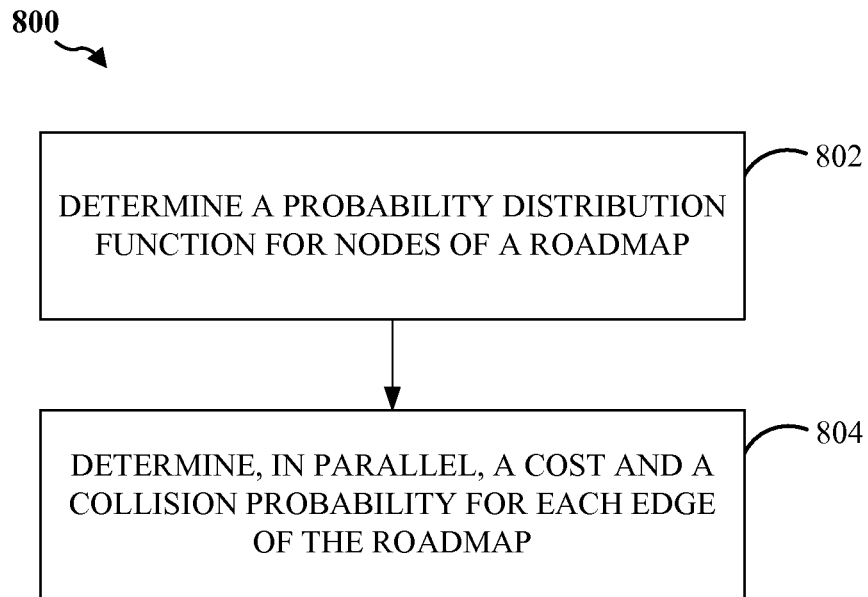 800
802
DETERMINE A PROBABILITY DISTRIBUTION
FUNCTION FOR NODES OF A ROADMAP
804
DETERMINE, IN PARALLEL, A COST AND A
COLLISION PROBABILITY FOR EACH EDGE
OF THE ROADMAP